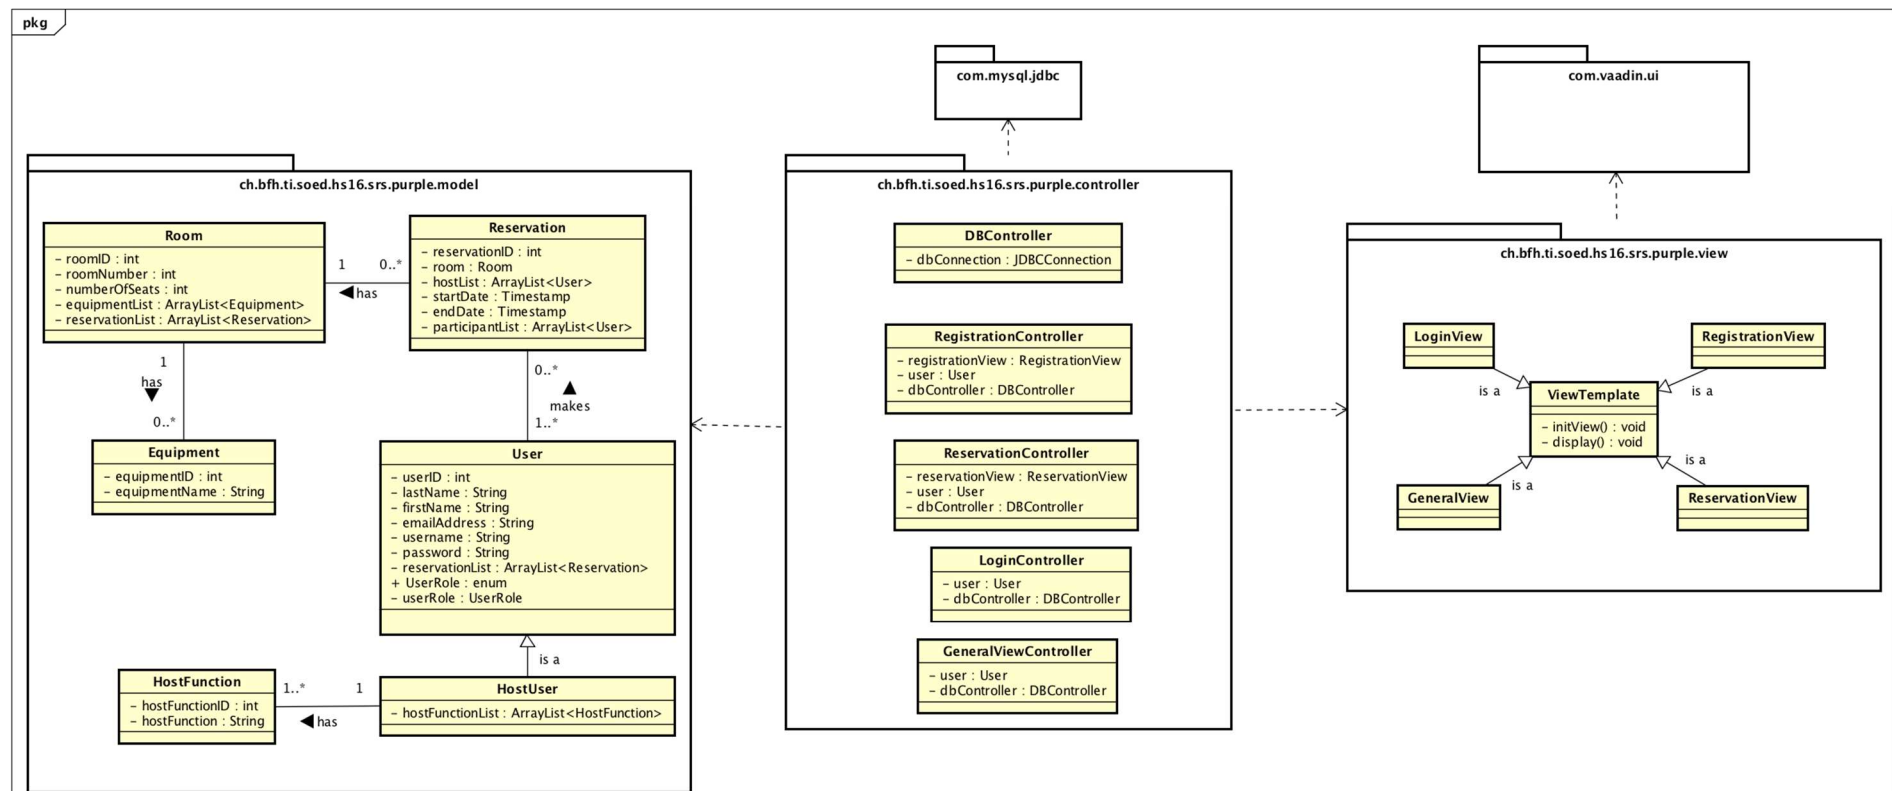 pkg
com.mysql.jdbc
com.vaadin.ui
ch.bfh.ti.soed.hs16.srs.purple.model
Room
- roomID : int
- roomNumber : int
- numberOfSeats : int
- equipmentList : ArrayList<Equipment>
- reservationList : ArrayList<Reservation>
1 0..*
◀ has
Reservation
- reservationID : int
- room : Room
- hostList : ArrayList<User>
- startDate : Timestamp
- endDate : Timestamp
- participantList : ArrayList<User>
1
has
▼
0..*
0..*
▲
makes
1..*
Equipment
- equipmentID : int
- equipmentName : String
User
- userID : int
- lastName : String
- firstName : String
- emailAddress : String
- username : String
- password : String
- reservationList : ArrayList<Reservation>
+ UserRole : enum
- userRole : UserRole
is a
HostFunction
- hostFunctionID : int
- hostFunction : String
1..* 1
◀ has
HostUser
- hostFunctionList : ArrayList<HostFunction>
ch.bfh.ti.soed.hs16.srs.purple.controller
DBController
- dbConnection : JDBCConnection
RegistrationController
- registrationView : RegistrationView
- user : User
- dbController : DBController
ReservationController
- reservationView : ReservationView
- user : User
- dbController : DBController
LoginController
- user : User
- dbController : DBController
GeneralViewController
- user : User
- dbController : DBController
ch.bfh.ti.soed.hs16.srs.purple.view
LoginView
RegistrationView
is a
is a
ViewTemplate
- initView() : void
- display() : void
is a
is a
GeneralView
ReservationView